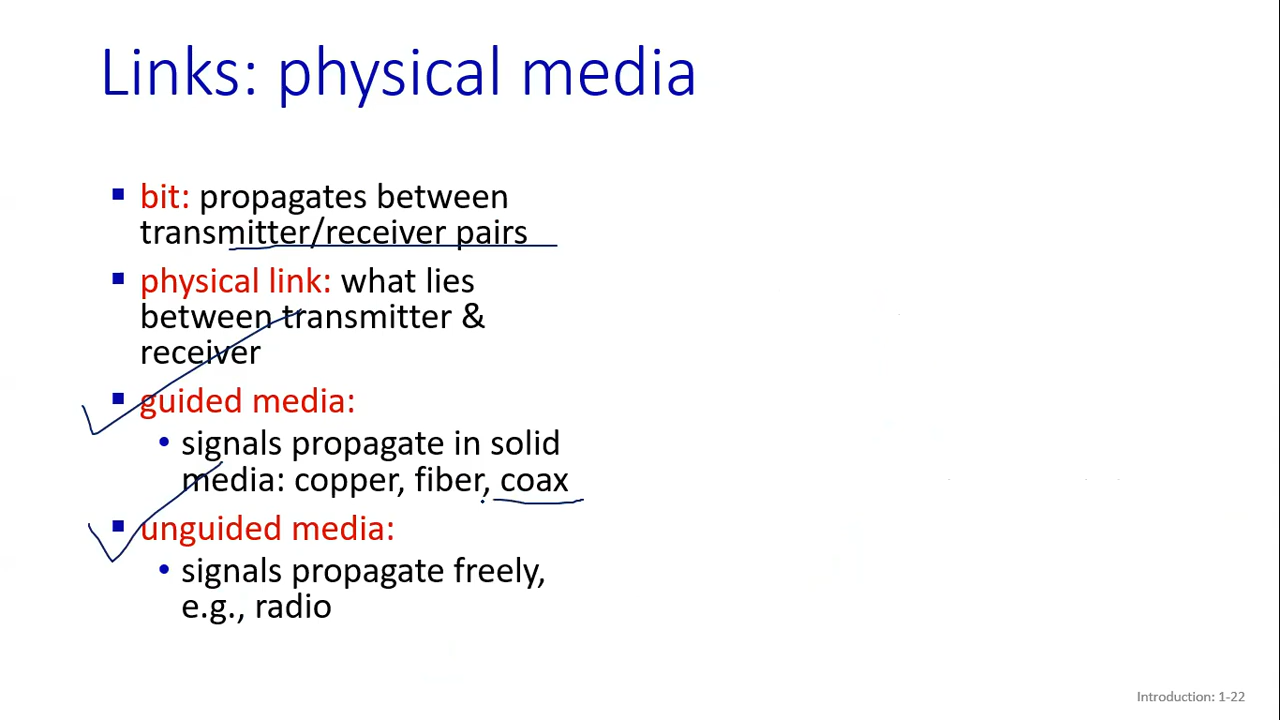 Links: physical media
bit: propagates between
transmitter/receiver pairs
physical link: what lies
between transmitter &
receiver
guided media:
signals propagate in solid
media: copper, fiber, coax
unguided media:
signals propagate freely,
e.g., radio
Introduction: 1-22